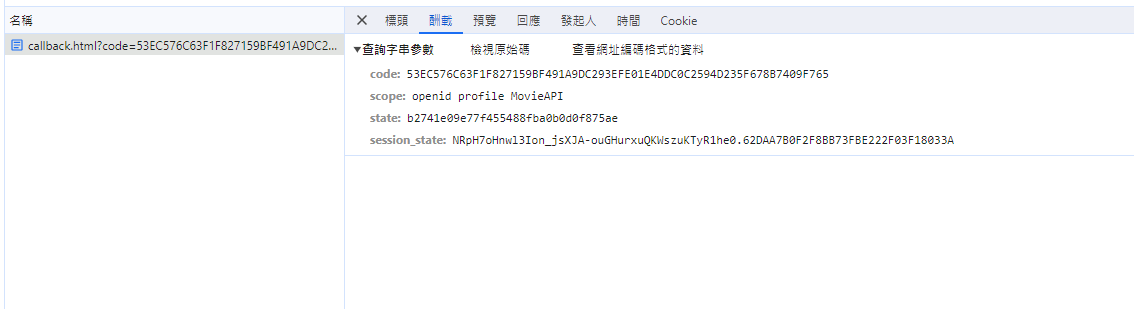 名稱
callback.html?code=53EC576C63F1F827159BF491A9DC2...
標頭 酬載 預覽 回應 發起人 時間 Cookie
▼查詢字串參數 檢視原始碼 查看網址編碼格式的資料
code: 53EC576C63F1F827159BF491A9DC293EFE01E4DDC0C2594D235F678B7409F765
scope: openid profile MovieAPI
state: b2741e09e77f455488fba0b0d0f875ae
session_state: NRpH7oHnwl3Ion_jsXJA-ouGHurxuQKWszuKTyR1he0.62DAA7B0F2F8BB73FBE222F03F18033A